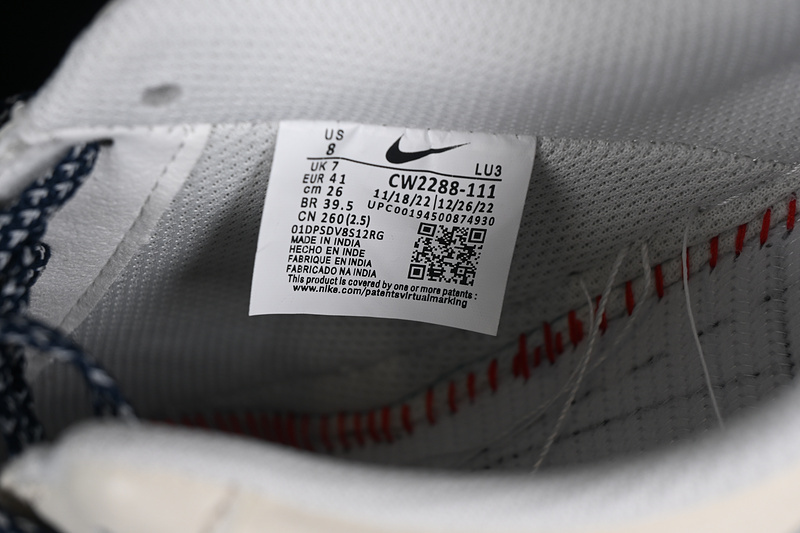 US
8
UK 7
EUR 41
cm 26
BR 39.5
CN 260(2.5)
LU3
CW2288-111
11/18/22|12/26/22
UPC00194500874930
01DPSDV8S12RG
MADE IN INDIA
HECHO EN INDE
FABRIQUE EN INDIA
FABRICADO NA INDIA
This product is covered by one or more patents :
www.nike.com/patentsvirtualmarking